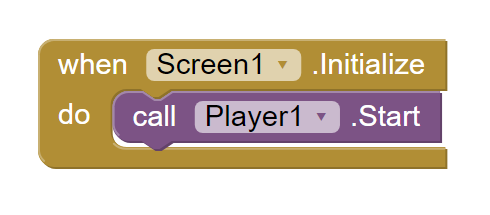 when Screen1 .Initialize
do call Player1 .Start